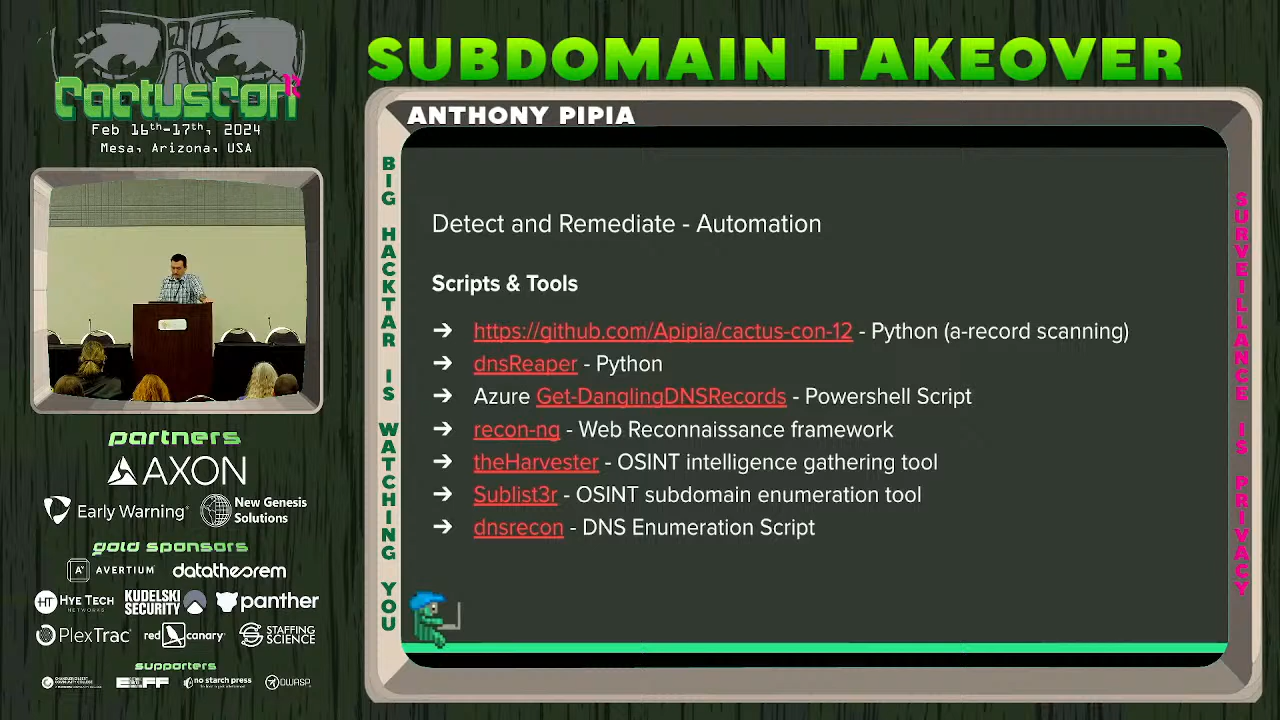 CactusCon
Feb 16th-17th, 2024
Mesa, Arizona, USA
partners
AXON
Early Warning
New Genesis
Solutions
gold sponsors
AVERTIUM
datatheorem
HYE TECH
NETWORKS
KUDELSKI
SECURITY
panther
PlexTrac
red canary
STAFFING
SCIENCE
supporters
EFF
no starch press
OWASP
SUBDOMAIN TAKEOVER
ANTHONY PIPIA
BIG HACKTAR IS WATCHING YOU
Detect and Remediate - Automation
Scripts & Tools
➔ https://github.com/Apipia/cactus-con-12 - Python (a-record scanning)
➔ dnsReaper - Python
➔ Azure Get-DanglingDNSRecords - Powershell Script
➔ recon-ng - Web Reconnaissance framework
➔ theHarvester - OSINT intelligence gathering tool
➔ Sublist3r - OSINT subdomain enumeration tool
➔ dnsrecon - DNS Enumeration Script
SURVEILLANCE IS PRIVACY